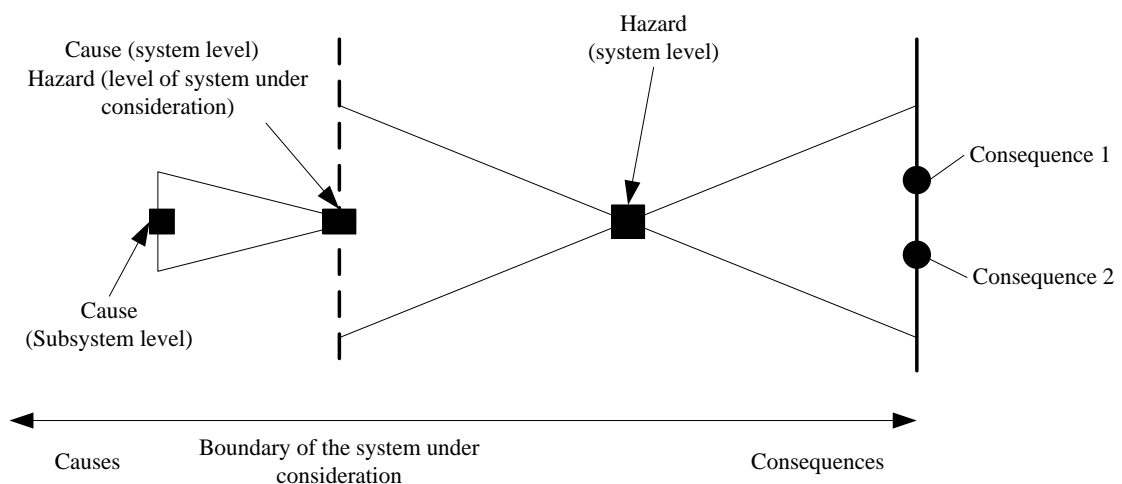 Hazard
(system level)
Cause (system level)
Hazard (level of system under
consideration)
Consequence 1
Consequence 2
Cause
(Subsystem level)
Causes
Boundary of the system under
consideration
Consequences